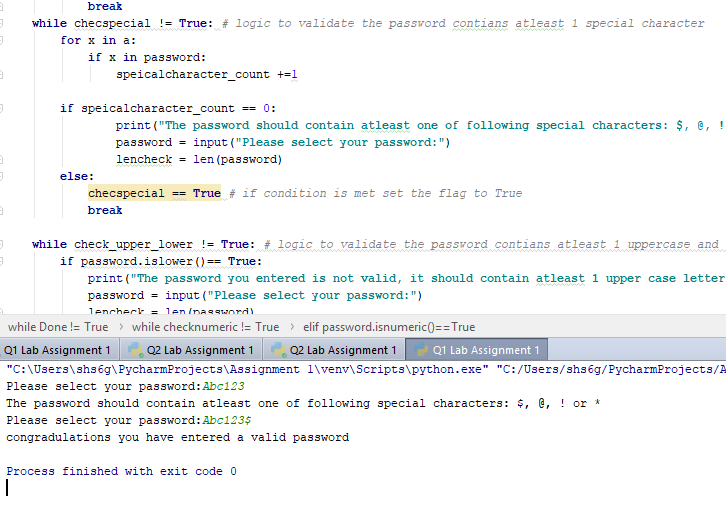 break
while checspecial != True: # logic to validate the password contians atleast 1 special character
for x in a:
if x in password:
speicalcharacter_count +=1
if speicalcharacter_count == 0:
print("The password should contain atleast one of following special characters: $, @, !
password = input("Please select your password:")
lencheck = len(password)
else:
checspecial == True # if condition is met set the flag to True
break
while check_upper_lower != True: # logic to validate the password contians atleast 1 uppercase and
if password.islower()== True:
print("The password you entered is not valid, it should contain atleast 1 upper case letter
password = input("Please select your password:")
lencheck = len(password)
while Done != True › while checknumeric != True › elif password.isnumeric()==True
Q1 Lab Assignment 1 Q2 Lab Assignment 1 Q2 Lab Assignment 1 Q1 Lab Assignment 1
"C:\Users\shs6g\PycharmProjects\Assignment 1\venv\Scripts\python.exe" "C:/Users/shs6g/PycharmProjects/A
Please select your password:Abc123
The password should contain atleast one of following special characters: $, @, ! or *
Please select your password:Abc123$
congradulations you have entered a valid password
Process finished with exit code 0